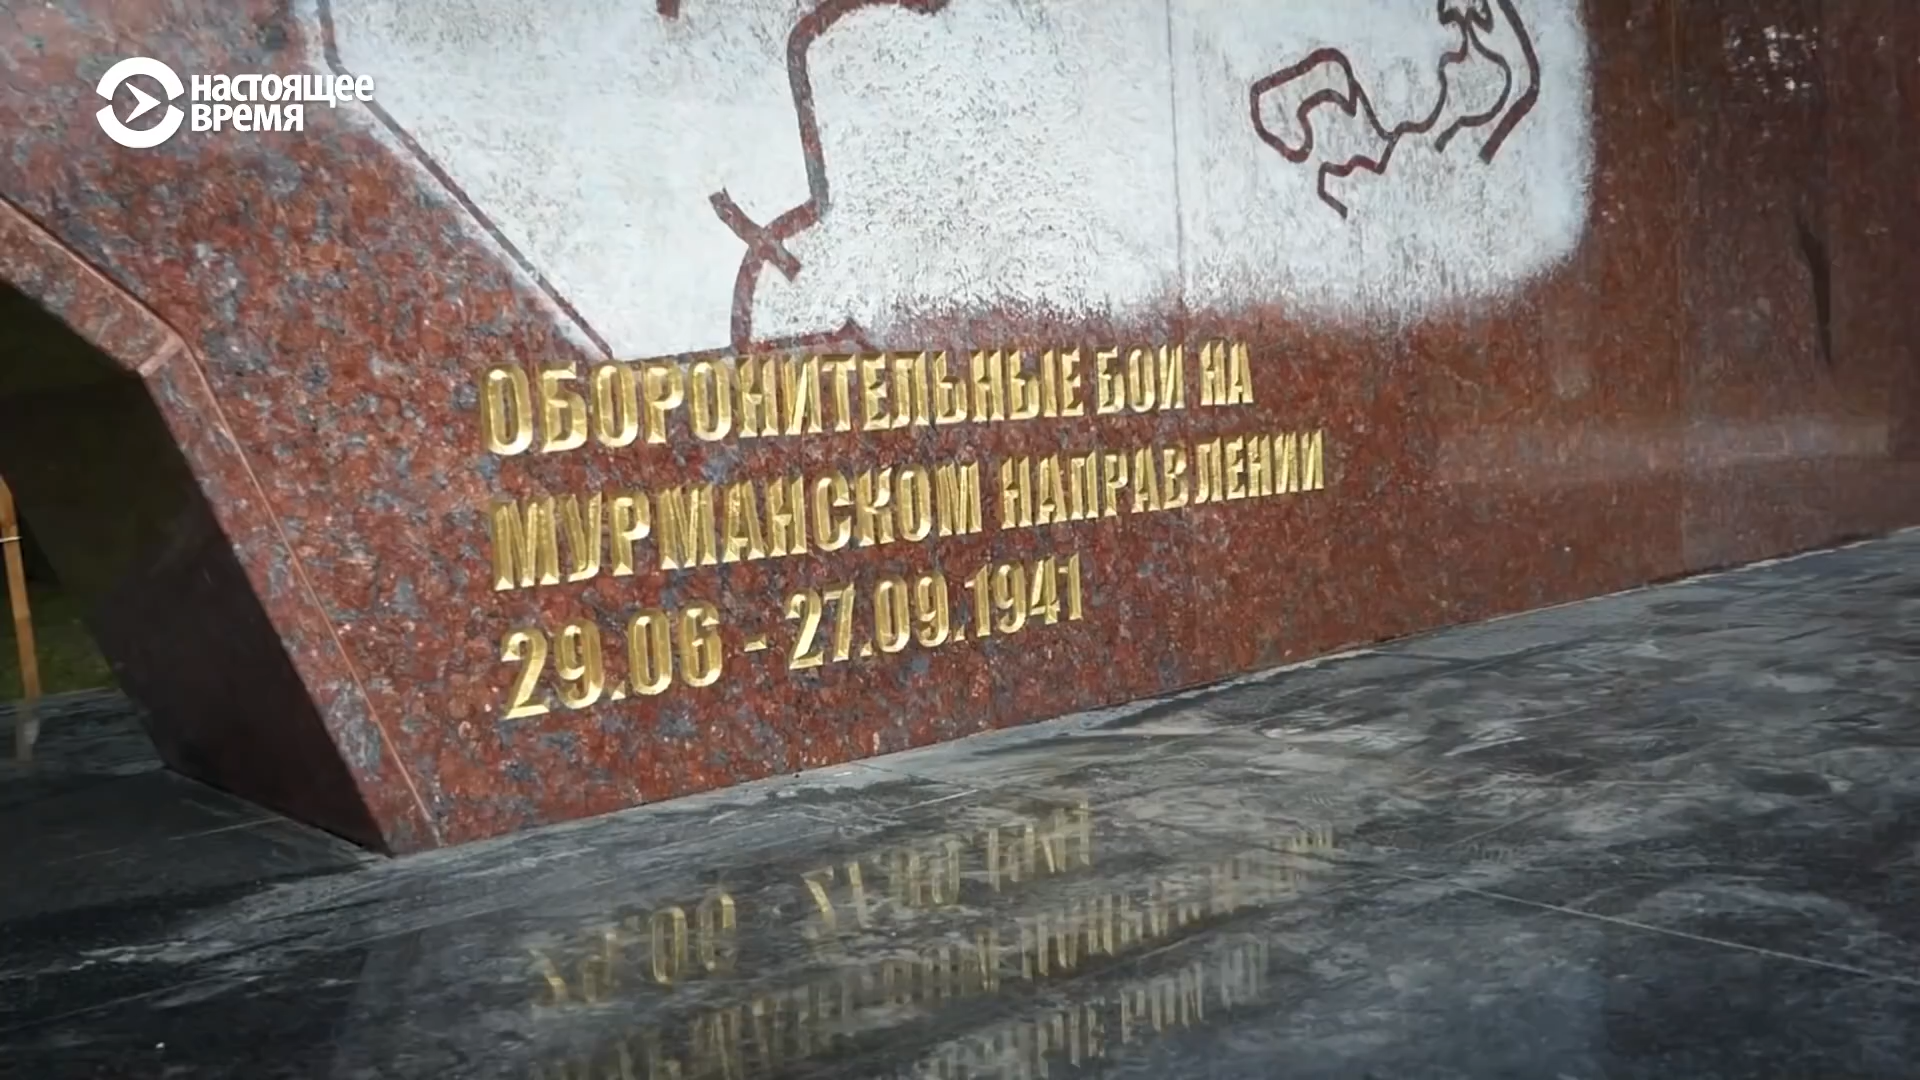 НАСТОЯЩЕЕ
ВРЕМЯ
ОБОРОНИТЕЛЬНЫЕ БОИ НА
МУРМАНСКОМ НАПРАВЛЕНИИ
29.06 - 27.09.1941